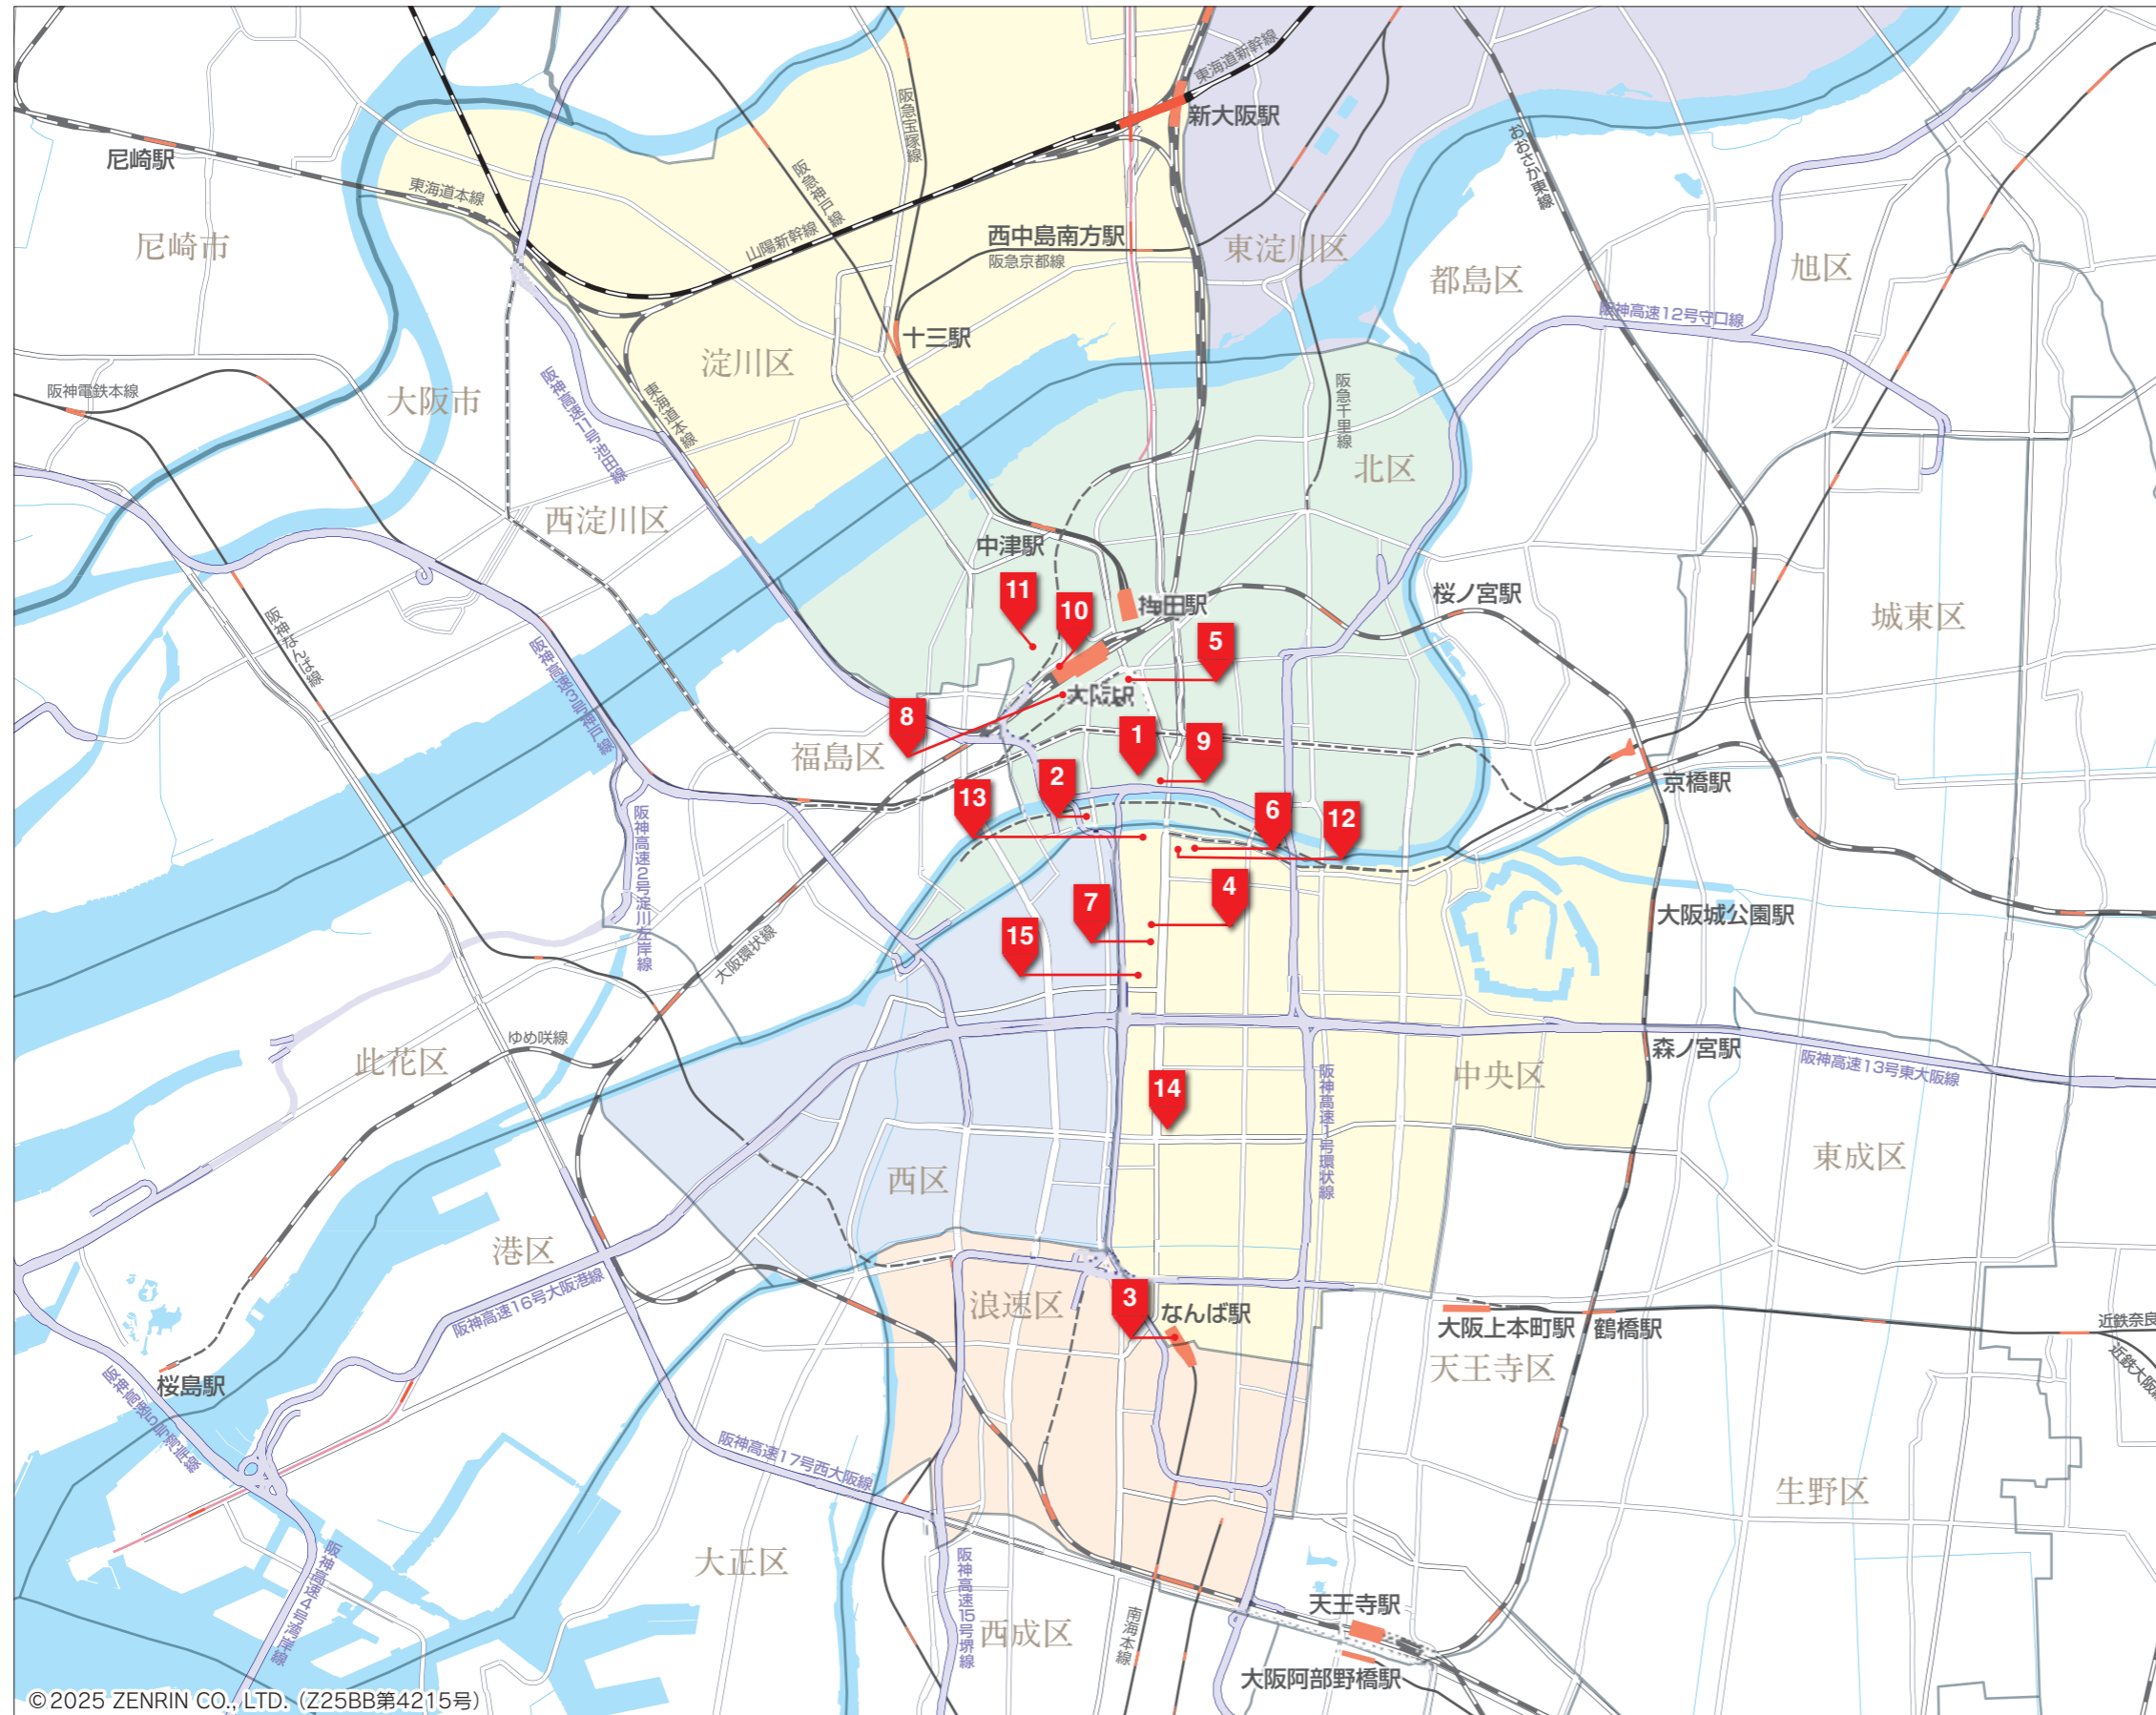 東海道新幹線
新大阪駅
阪急宝塚線
尼崎駅
東海道本線
阪急神戸線
おおさか東線
尼崎市
山陽新幹線
西中島南方駅
阪急京都線
東淀川区
都島区
旭区
阪神高速12号守口線
十三駅
淀川区
阪神電鉄本線
大阪市
阪神高速11号池田線
東海道本線
阪急千里線
北区
西淀川区
中津駅
11
10
梅田駅
桜ノ宮駅
城東区
阪神なんば線
阪神高速3号神戸線
5
大阪駅
8
1
9
福島区
2
13
6
12
京橋駅
阪神高速2号淀川左岸線
7
4
15
大阪城公園駅
大阪環状線
ゆめ咲線
此花区
森ノ宮駅
中央区
阪神高速13号東大阪線
14
阪神高速1号環状線
西区
東成区
港区
阪神高速16号大阪港線
浪速区
3
なんば駅
大阪上本町駅
鶴橋駅
近鉄奈良
近鉄大阪線
天王寺区
桜島駅
阪神高速5号湾岸線
阪神高速17号西大阪線
生野区
阪神高速4号湾岸線
大正区
阪神高速15号堺線
西成区
南海本線
天王寺駅
大阪阿部野橋駅
©2025 ZENRIN CO., LTD.（Z25BB第4215号）